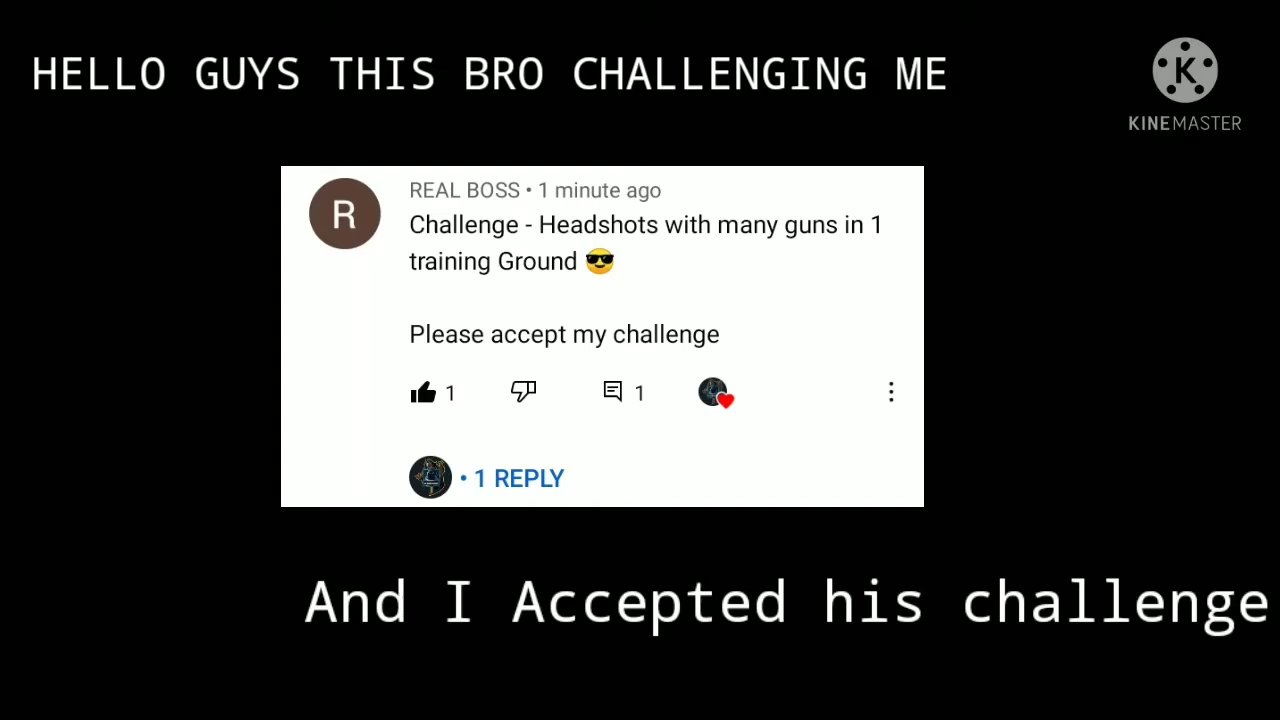 HELLO GUYS THIS BRO CHALLENGING ME
K
KINEMASTER
R
REAL BOSS • 1 minute ago
Challenge - Headshots with many guns in 1
training Ground 😎
Please accept my challenge
1
1
• 1 REPLY
And I Accepted his challenge